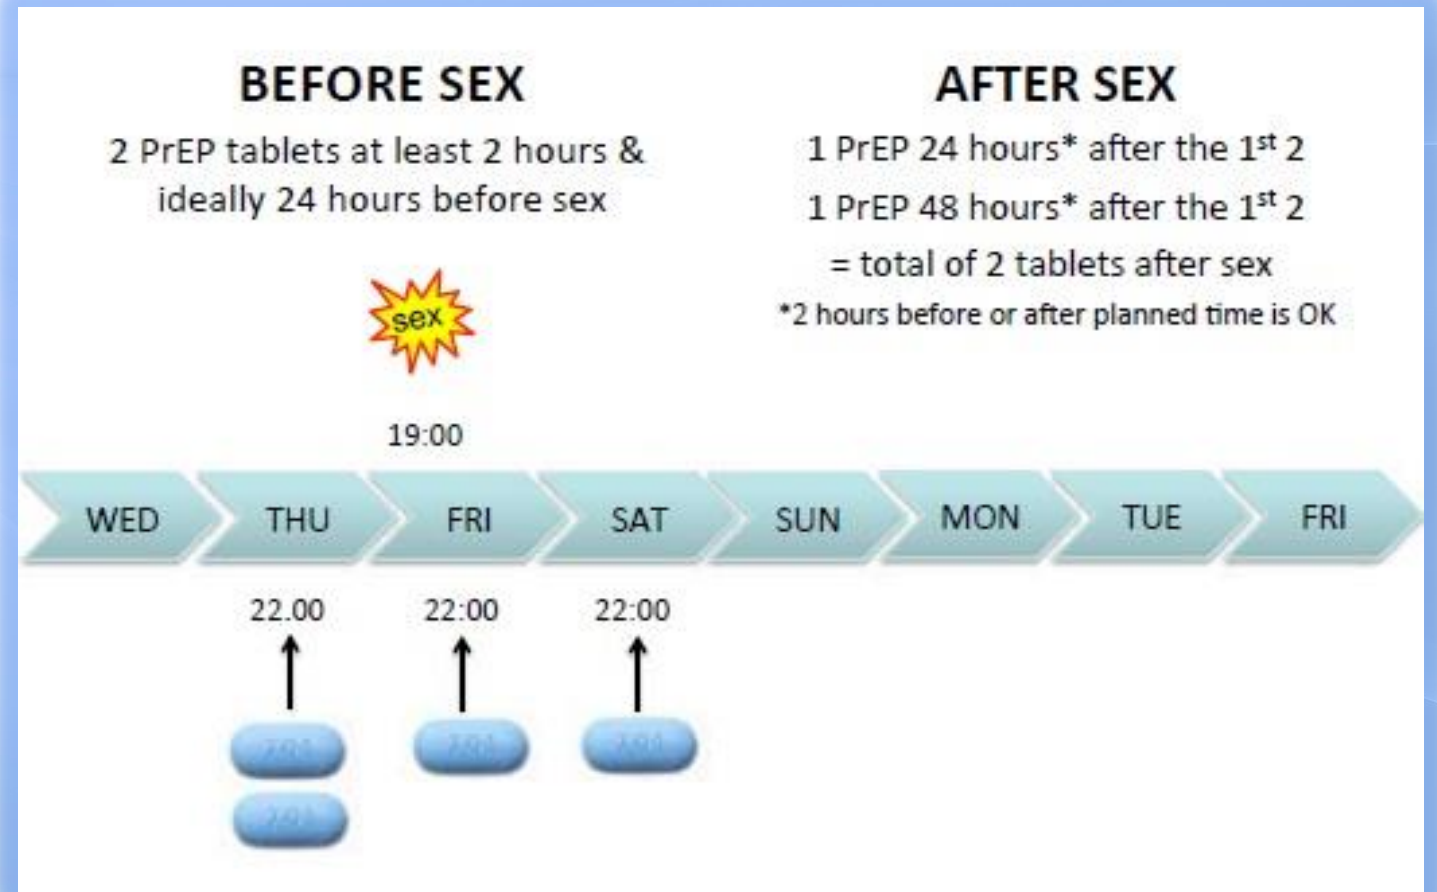 BEFORE SEX
2 PrEP tablets at least 2 hours &
ideally 24 hours before sex
AFTER SEX
1 PrEP 24 hours* after the 1st 2
1 PrEP 48 hours* after the 1st 2
= total of 2 tablets after sex
*2 hours before or after planned time is OK
sex
19:00
WED THU FRI SAT SUN MON TUE FRI
22.00 22:00 22:00